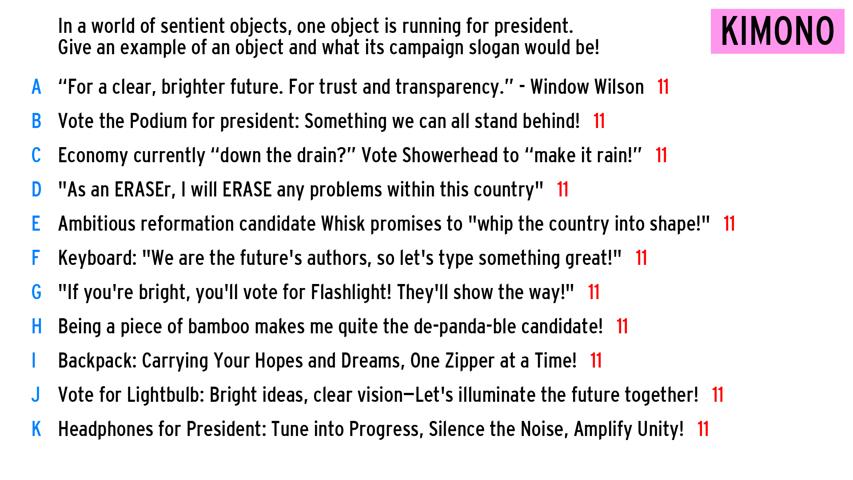 In a world of sentient objects, one object is running for president.
Give an example of an object and what its campaign slogan would be!
KIMONO
A “For a clear, brighter future. For trust and transparency.” - Window Wilson 11
B Vote the Podium for president: Something we can all stand behind! 11
C Economy currently “down the drain?” Vote Showerhead to “make it rain!” 11
D "As an ERASEr, I will ERASE any problems within this country" 11
E Ambitious reformation candidate Whisk promises to "whip the country into shape!" 11
F Keyboard: "We are the future's authors, so let's type something great!" 11
G "If you're bright, you'll vote for Flashlight! They'll show the way!" 11
H Being a piece of bamboo makes me quite the de-panda-ble candidate! 11
I Backpack: Carrying Your Hopes and Dreams, One Zipper at a Time! 11
J Vote for Lightbulb: Bright ideas, clear vision—Let's illuminate the future together! 11
K Headphones for President: Tune into Progress, Silence the Noise, Amplify Unity! 11